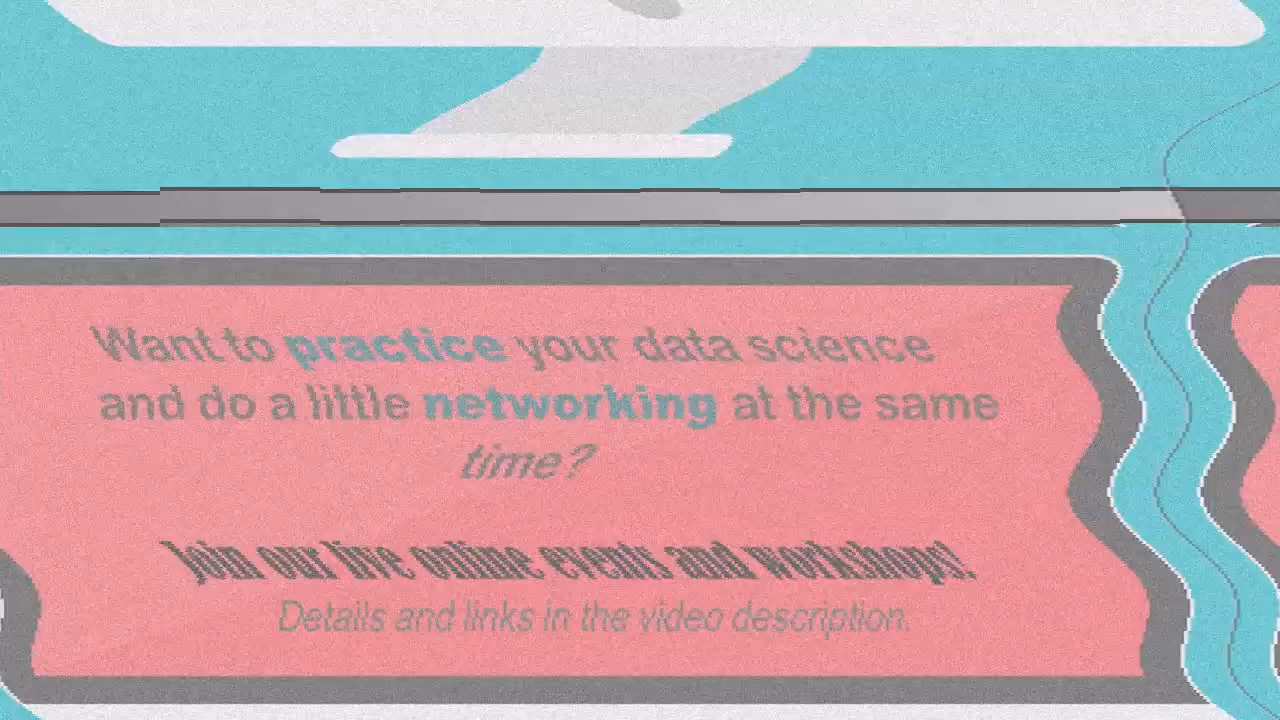 Want to practice your data science
and do a little networking at the same
time?
Join our live online events and workshops!
Details and links in the video description.